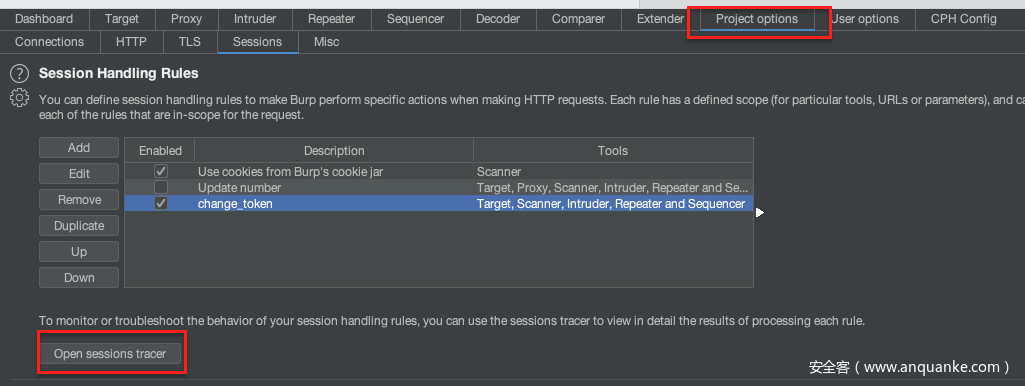 Dashboard Target Proxy Intruder Repeater Sequencer Decoder Comparer Extender Project options User options CPH Config
Connections HTTP TLS Sessions Misc
? Session Handling Rules
You can define session handling rules to make Burp perform specific actions when making HTTP requests. Each rule has a defined scope (for particular tools, URLs or parameters), and ca
each of the rules that are in-scope for the request.
Add
Edit
Remove
Duplicate
Up
Down
Enabled Description Tools
Use cookies from Burp's cookie jar Scanner
Update number Target, Proxy, Scanner, Intruder, Repeater and Se...
change_token Target, Scanner, Intruder, Repeater and Sequencer
To monitor or troubleshoot the behavior of your session handling rules, you can use the sessions tracer to view in detail the results of processing each rule.
Open sessions tracer
安全客（www.anquanke.com）